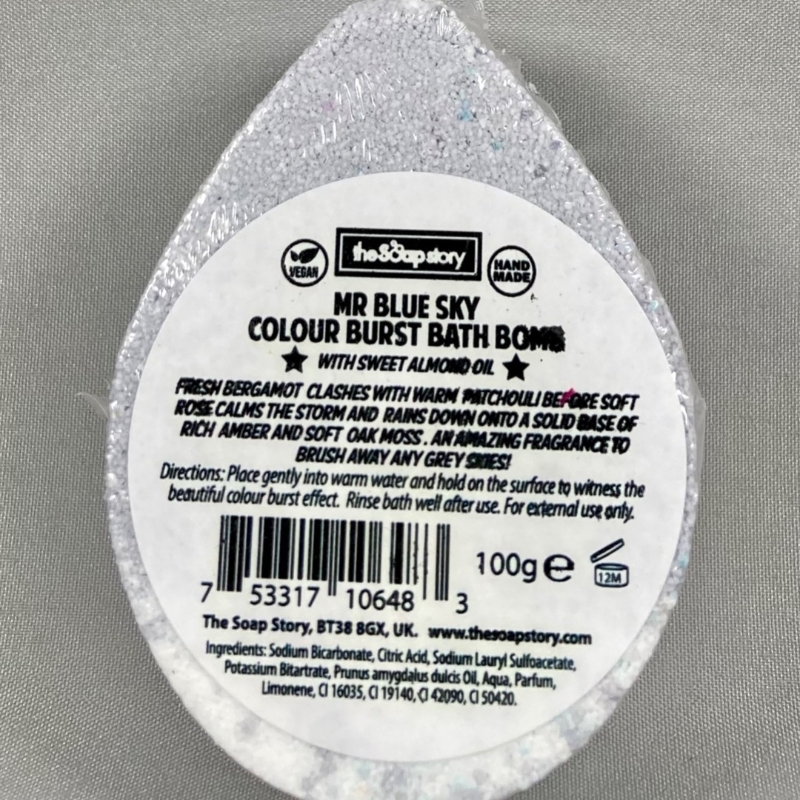 VEGAN
the Soap story
HAND
MADE
MR BLUE SKY
COLOUR BURST BATH BOMB
WITH SWEET ALMOND OIL
FRESH BERGAMOT CLASHES WITH WARM PATCHOULI BEFORE SOFT
ROSE CALMS THE STORM AND RAINS DOWN ONTO A SOLID BASE OF
RICH AMBER AND SOFT OAK MOSS. AN AMAZING FRAGRANCE TO
BRUSH AWAY ANY GREY SKIES!
Directions: Place gently into warm water and hold on the surface to witness the
beautiful colour burst effect. Rinse bath well after use. For external use only.
100g e
12M
7 53317 10648 3
The Soap Story, BT38 8GX, UK. www.thesoapstory.com
Ingredients: Sodium Bicarbonate, Citric Acid, Sodium Lauryl Sulfoacetate,
Potassium Bitartrate, Prunus amygdalus dulcis Oil, Aqua, Parfum,
Limonene, CI 16035, CI 19140, CI 42090, CI 50420.